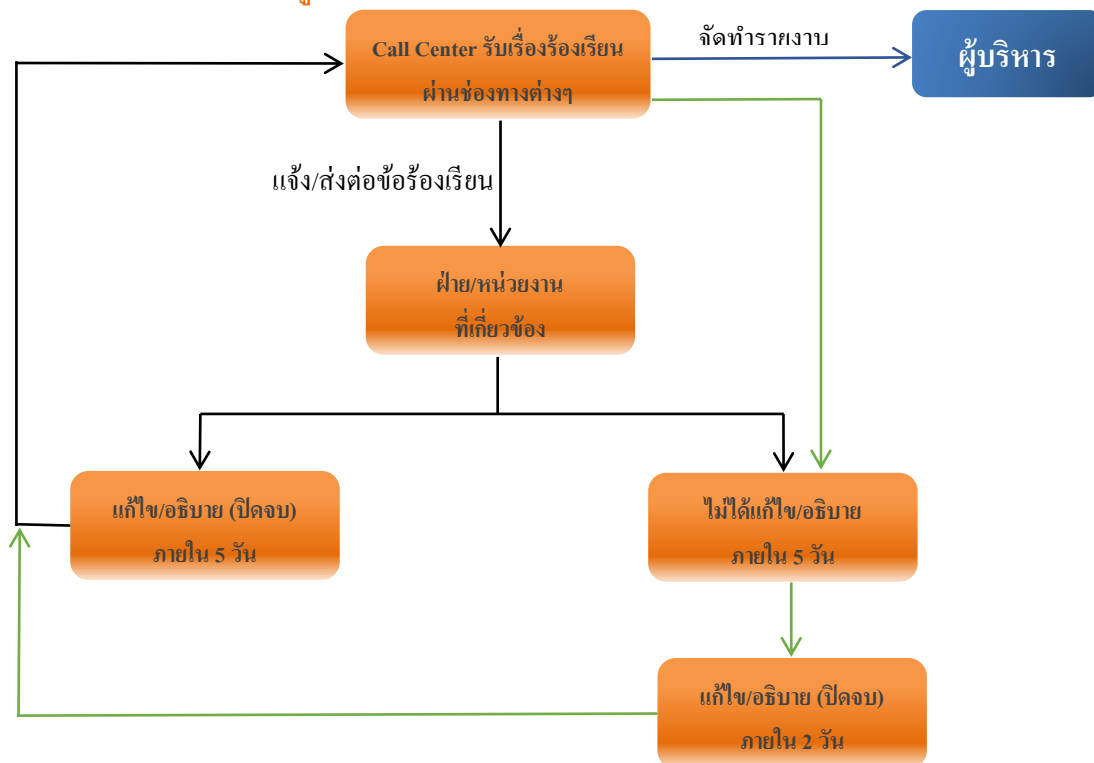 Call Center รับเรื่องร้องเรียน
ผ่านช่องทางต่างๆ
จัดทำรายงาน
ผู้บริหาร
แจ้ง/ส่งต่อข้อร้องเรียน
ฝ่าย/หน่วยงาน
ที่เกี่ยวข้อง
แก้ไข/อธิบาย (ปิดจบ)
ภายใน 5 วัน
ไม่ได้แก้ไข/อธิบาย
ภายใน 5 วัน
แก้ไข/อธิบาย (ปิดจบ)
ภายใน 2 วัน